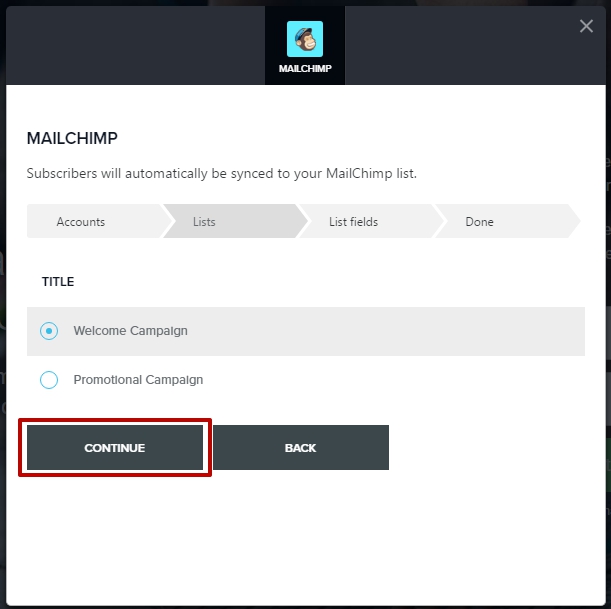 MAILCHIMP
MAILCHIMP
Subscribers will automatically be synced to your MailChimp list.
Accounts Lists List fields Done
TITLE
Welcome Campaign
Promotional Campaign
CONTINUE BACK